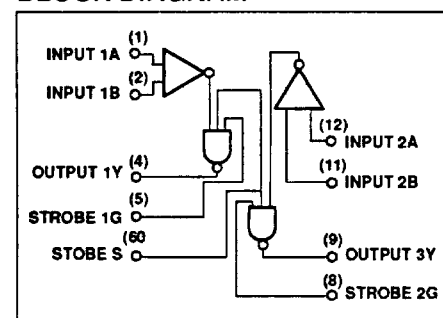 BLOCK DIAGRAM
(1)
INPUT 1A
(2)
INPUT 1B
(12)
INPUT 2A
(4)
(11)
OUTPUT 1Y
INPUT 2B
(5)
STROBE 1G
(60
(9)
STOBE S
OUTPUT 3Y
(8)
STROBE 2G